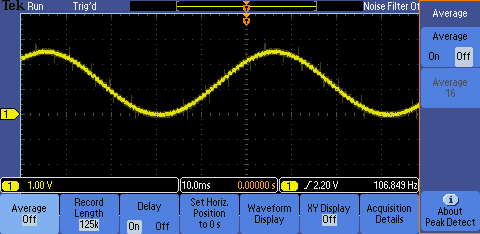 Tek Run Trig'd Noise Filter Of
Average
Average
On Off
Average
16
1
1 1.00 V 10.0ms 0.00000 s 1 2.20 V 106.849 Hz
Average
Off
Record
Length
125k
Delay
On Off
Set Horiz.
Position
to 0 s
Waveform
Display
XY Display
Off
Acquisition
Details
i
About
Peak Detect